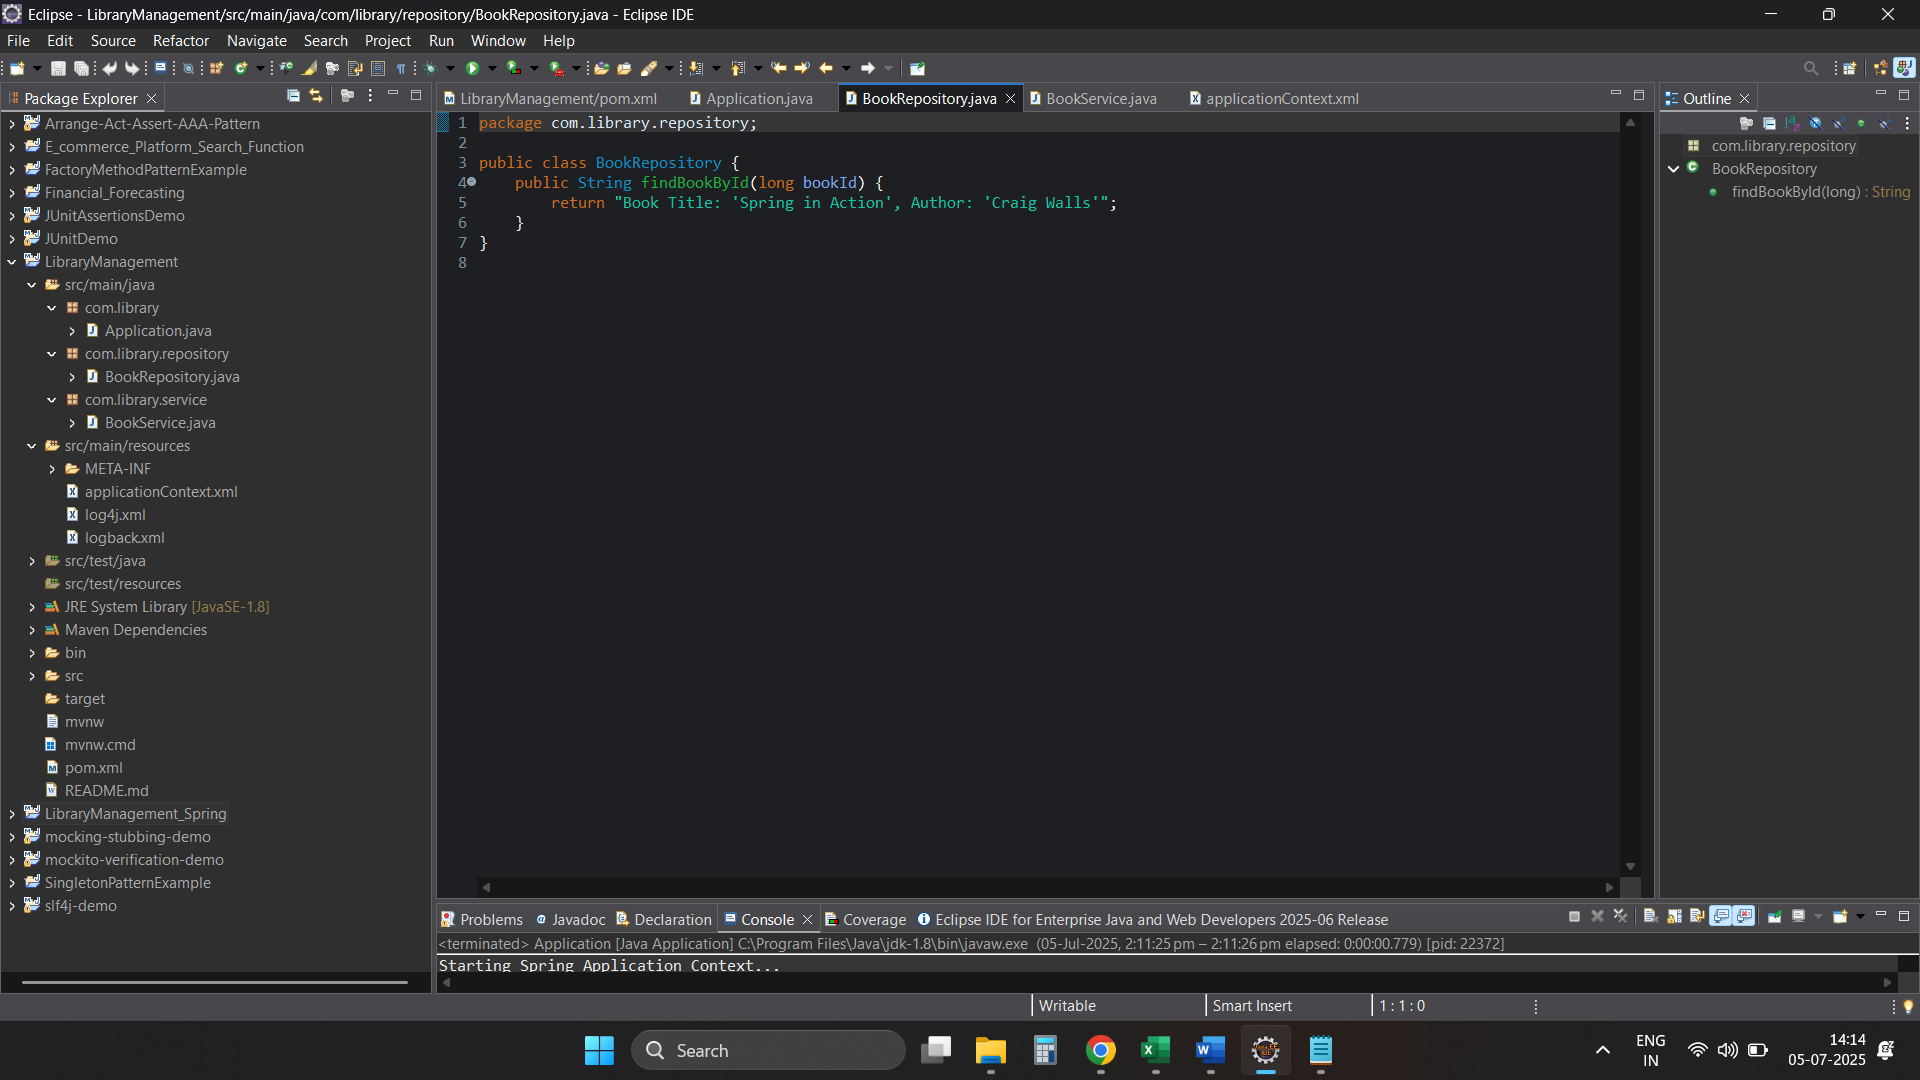 Eclipse - LibraryManagement/src/main/java/com/library/repository/BookRepository.java - Eclipse IDE
File Edit Source Refactor Navigate Search Project Run Window Help
Package Explorer
Arrange-Act-Assert-AAA-Pattern
E_commerce_Platform_Search_Function
FactoryMethodPatternExample
Financial_Forecasting
JUnitAssertionsDemo
JUnitDemo
LibraryManagement
src/main/java
com.library
Application.java
com.library.repository
BookRepository.java
com.library.service
BookService.java
src/main/resources
META-INF
applicationContext.xml
log4j.xml
logback.xml
src/test/java
src/test/resources
JRE System Library [JavaSE-1.8]
Maven Dependencies
bin
src
target
mvnw
mvnw.cmd
pom.xml
README.md
LibraryManagement_Spring
mocking-stubbing-demo
mockito-verification-demo
SingletonPatternExample
slf4j-demo
LibraryManagement/pom.xml Application.java BookRepository.java BookService.java applicationContext.xml
1 package com.library.repository;
2
3 public class BookRepository {
4 public String findBookById(long bookId) {
5 return "Book Title: 'Spring in Action', Author: 'Craig Walls'";
6 }
7 }
8
Outline
com.library.repository
BookRepository
findBookById(long) : String
Problems Javadoc Declaration Console Coverage Eclipse IDE for Enterprise Java and Web Developers 2025-06 Release
<terminated> Application [Java Application] C:\Program Files\Java\jdk-1.8\bin\javaw.exe (05-Jul-2025, 2:11:25 pm – 2:11:26 pm elapsed: 0:00:00.779) [pid: 22372]
Starting Spring Application Context...
Writable Smart Insert 1 : 1 : 0
Search
ENG
IN
14:14
05-07-2025